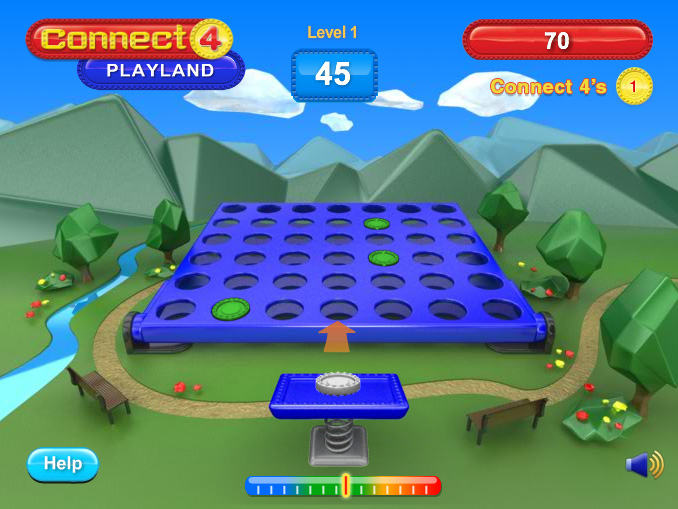 Connect 4
PLAYLAND
Level 1
45
70
Connect 4's 1
Help